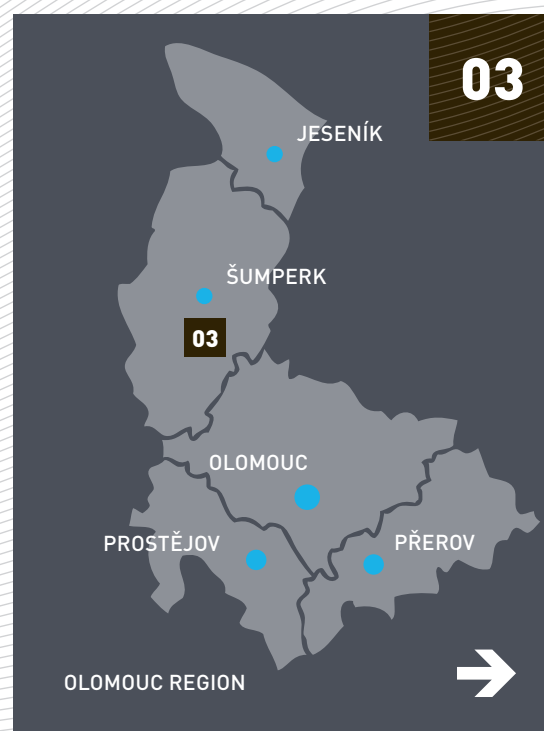 03
JESENÍK
ŠUMPERK
03
OLOMOUC
PROSTĚJOV
PŘEROV
OLOMOUC REGION